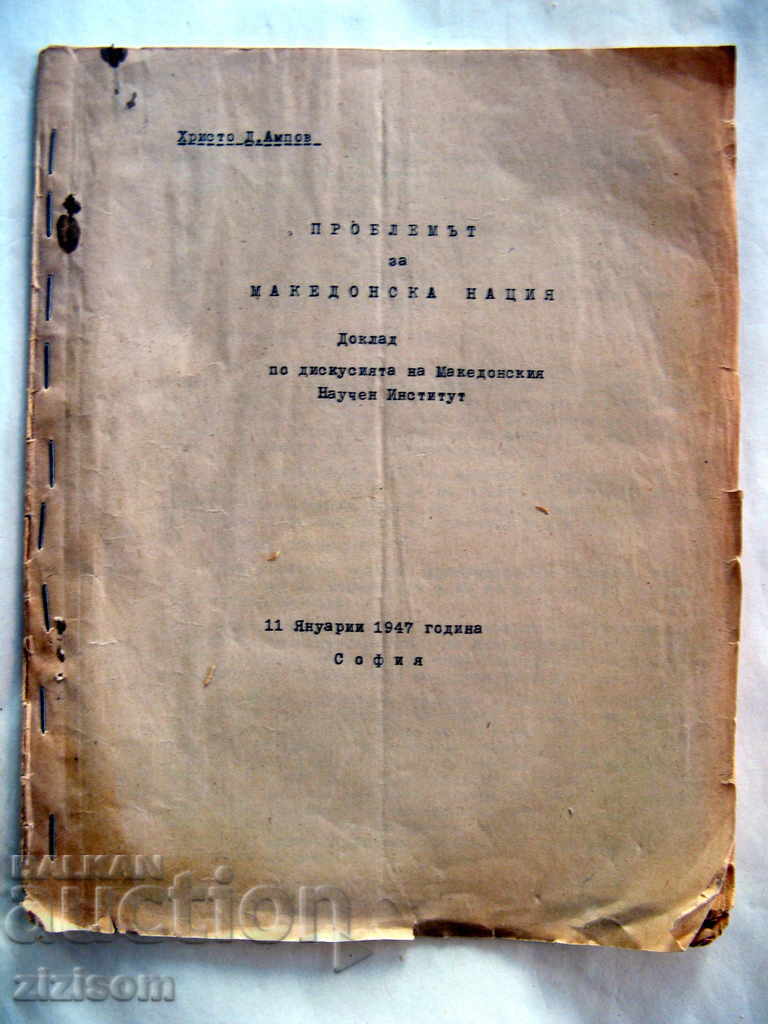 Христо Д.Ампов
ПРОБЛЕМЪТ
за
МАКЕДОНСКА НАЦИЯ
Доклад
по дискусията на Македонския
Научен Институт
11 Януарии 1947 година
София
BALKAN
auction
zizisom